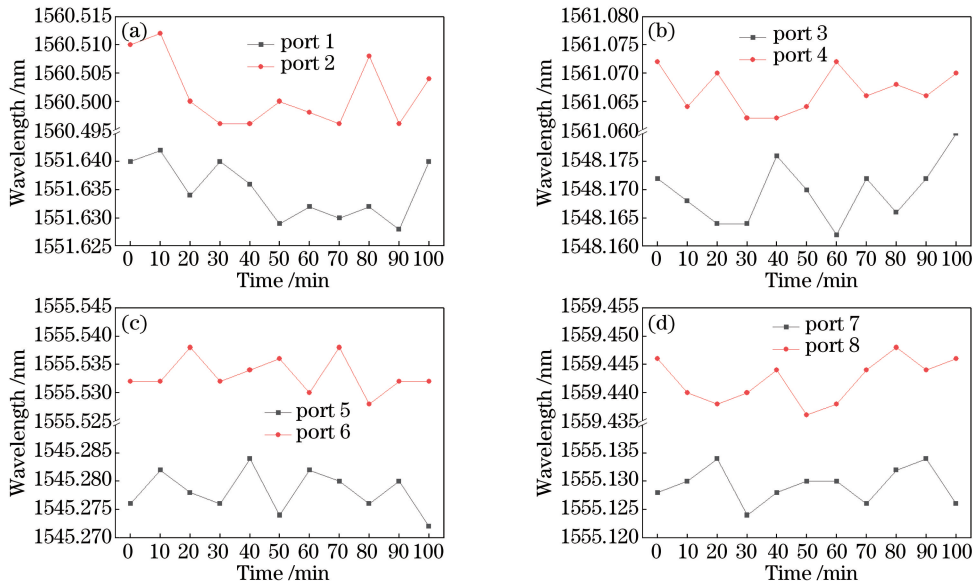 (a)
port 1
port 2
Wavelength /nm
1560.515
1560.510
1560.505
1560.500
1560.495
1551.640
1551.635
1551.630
1551.625
0 10 20 30 40 50 60 70 80 90 100
Time /min
(b)
port 3
port 4
Wavelength /nm
1561.080
1561.075
1561.070
1561.065
1561.060
1548.175
1548.170
1548.165
1548.160
0 10 20 30 40 50 60 70 80 90 100
Time /min
(c)
port 5
port 6
Wavelength /nm
1555.545
1555.540
1555.535
1555.530
1555.525
1545.285
1545.280
1545.275
1545.270
0 10 20 30 40 50 60 70 80 90 100
Time /min
(d)
port 7
port 8
Wavelength /nm
1559.455
1559.450
1559.445
1559.440
1559.435
1555.135
1555.130
1555.125
1555.120
0 10 20 30 40 50 60 70 80 90 100
Time /min